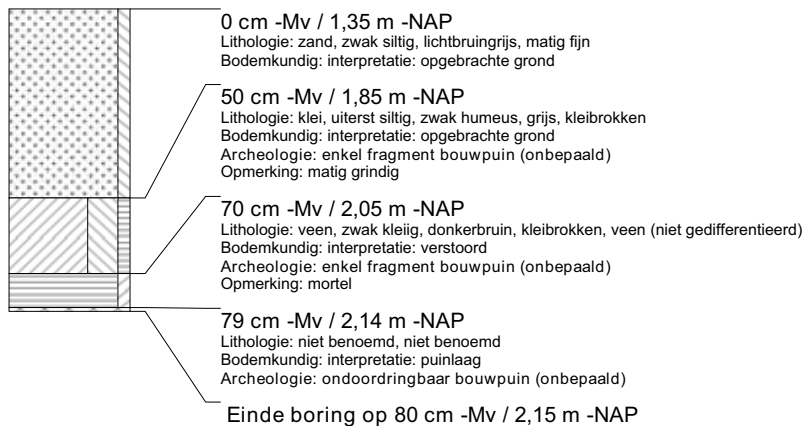 0 cm -Mv / 1,35 m -NAP
Lithologie: zand, zwak siltig, lichtbruingrijs, matig fijn
Bodemkundig: interpretatie: opgebrachte grond
50 cm -Mv / 1,85 m -NAP
Lithologie: klei, uiterst siltig, zwak humeus, grijs, kleibrokken
Bodemkundig: interpretatie: opgebrachte grond
Archeologie: enkel fragment bouwpuin (onbepaald)
Opmerking: matig grindig
70 cm -Mv / 2,05 m -NAP
Lithologie: veen, zwak kleiig, donkerbruin, kleibrokken, veen (niet gedifferentieerd)
Bodemkundig: interpretatie: verstoord
Archeologie: enkel fragment bouwpuin (onbepaald)
Opmerking: mortel
79 cm -Mv / 2,14 m -NAP
Lithologie: niet benoemd, niet benoemd
Bodemkundig: interpretatie: puinlaag
Archeologie: ondoordringbaar bouwpuin (onbepaald)
Einde boring op 80 cm -Mv / 2,15 m -NAP